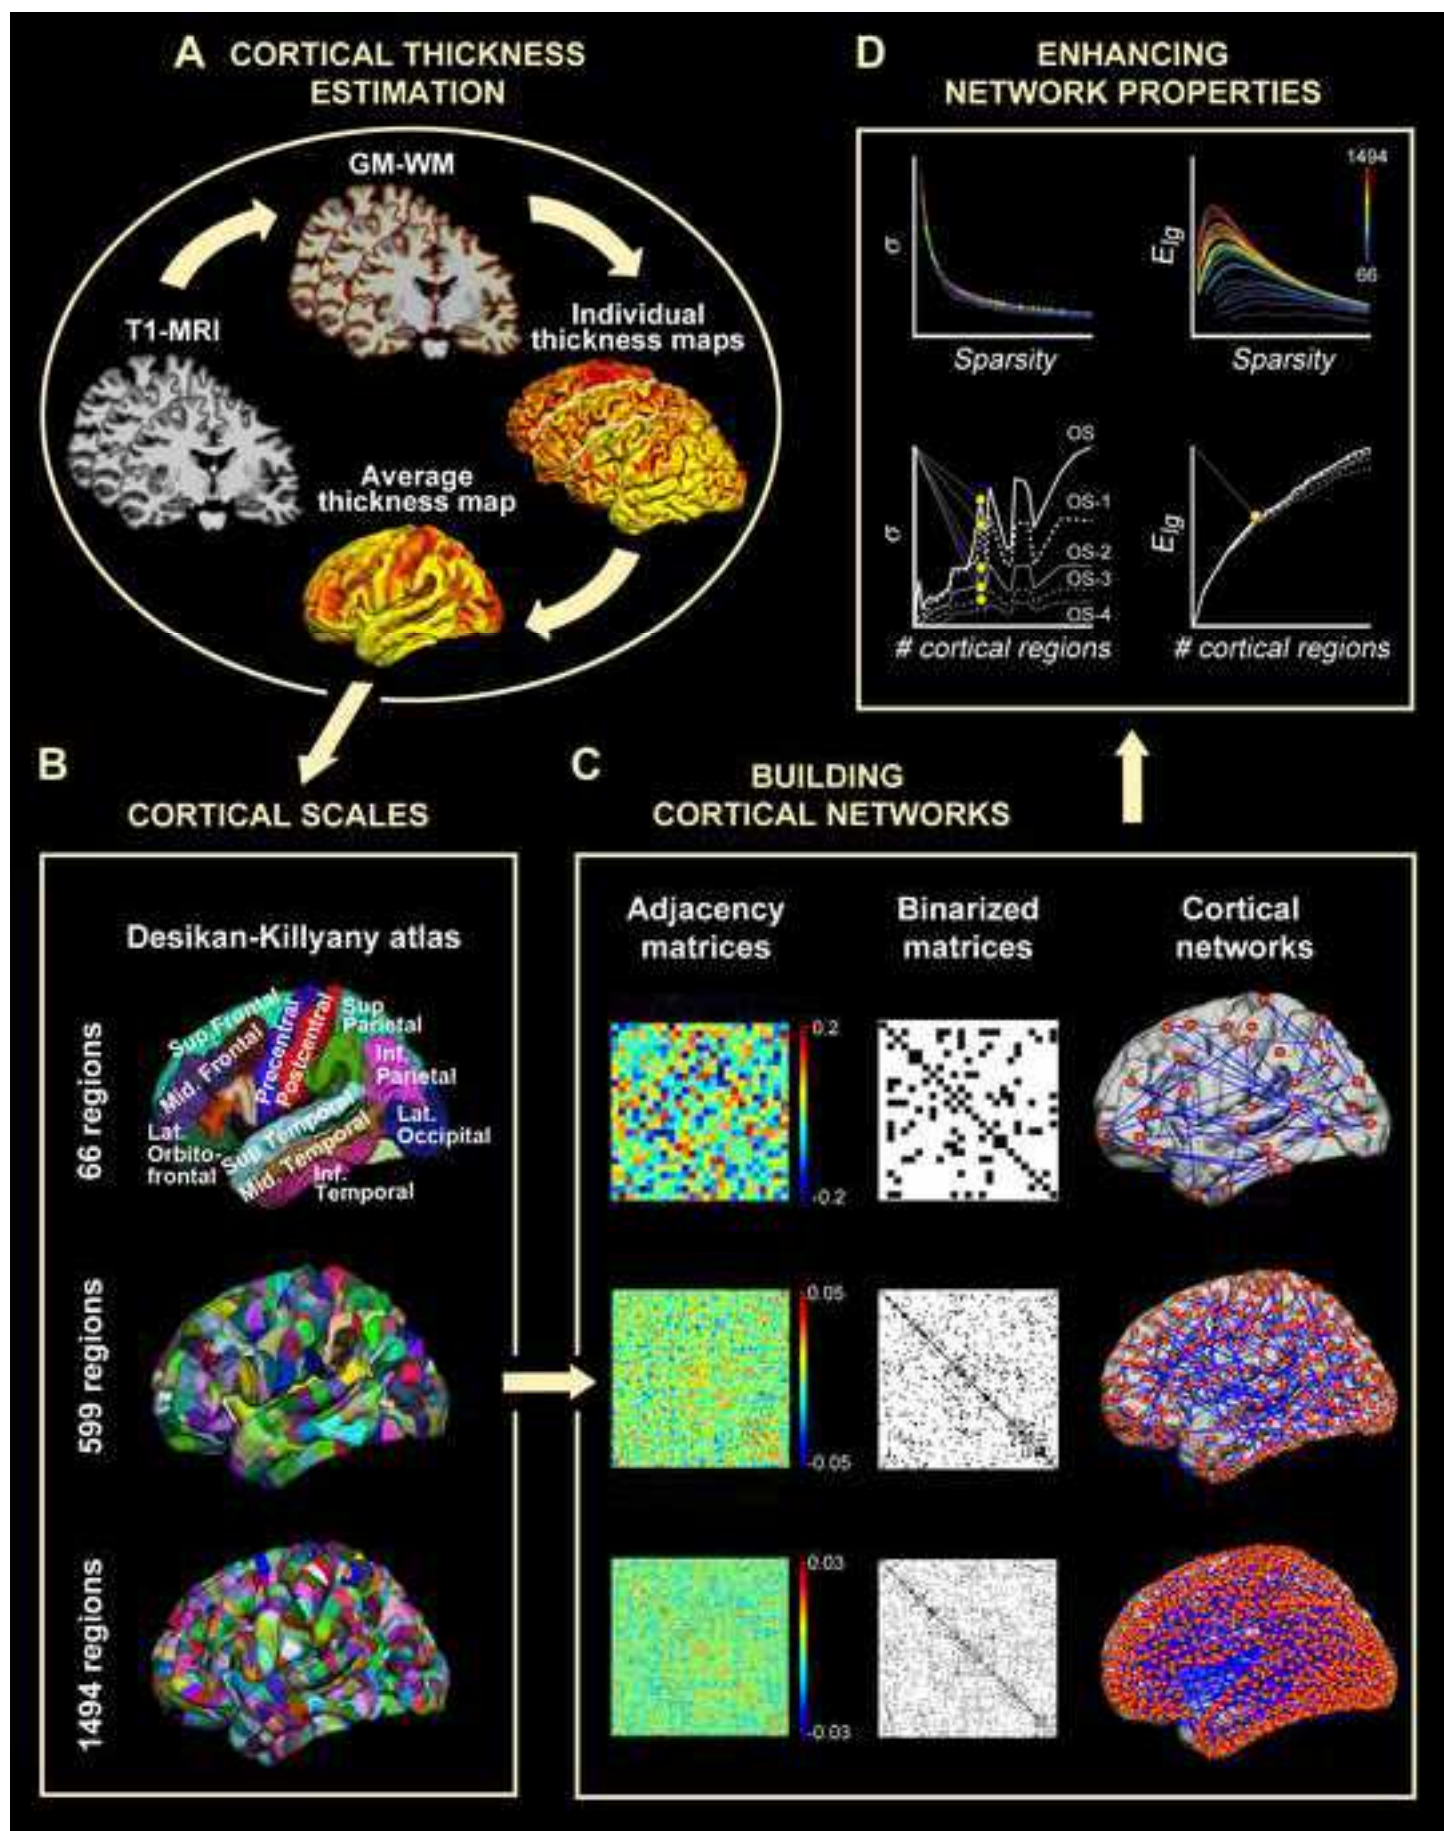 A CORTICAL THICKNESS
ESTIMATION
GM-WM
T1-MRI
Individual
thickness maps
Average
thickness map
D ENHANCING
NETWORK PROPERTIES
σ
Sparsity
E_lg
1494
66
Sparsity
σ
OS
OS-1
OS-2
OS-3
OS-4
# cortical regions
E_lg
# cortical regions
B
CORTICAL SCALES
Desikan-Killyany atlas
66 regions
Sup. Frontal
Mid. Frontal
Precentral
Postcentral
Sup
Parietal
Inf.
Parietal
Lat.
Occipital
Lat.
Orbito-
frontal
Sup Temporal
Mid. Temporal
Inf.
Temporal
599 regions
1494 regions
C BUILDING
CORTICAL NETWORKS
Adjacency
matrices
Binarized
matrices
Cortical
networks
0.2
-0.2
0.05
-0.05
0.03
-0.03